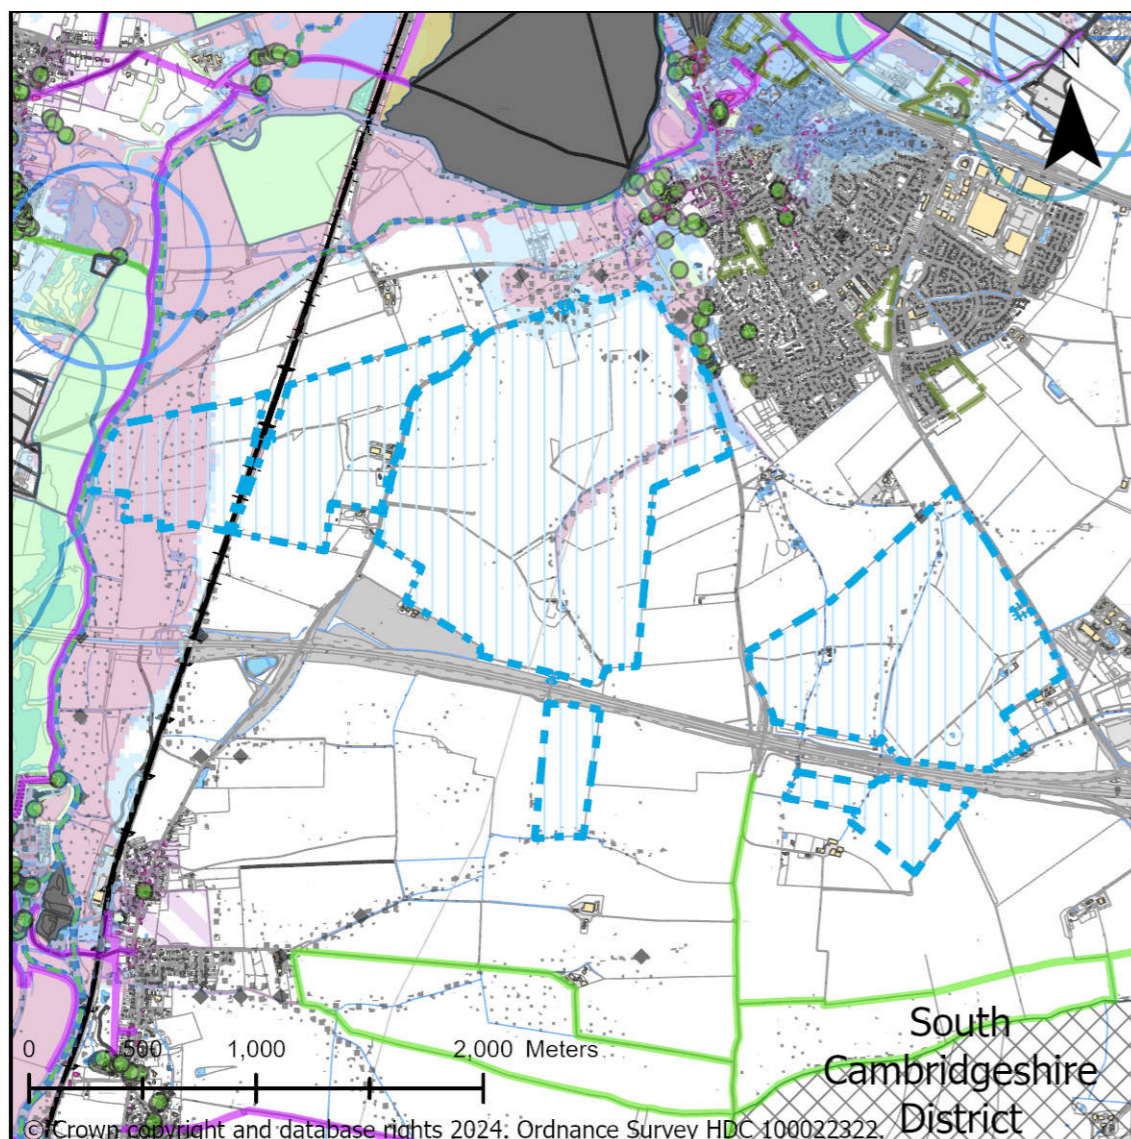 N
South
Cambridgeshire
District
0 500 1,000 2,000 Meters
© Crown copyright and database rights 2024. Ordnance Survey HDC 100022322.